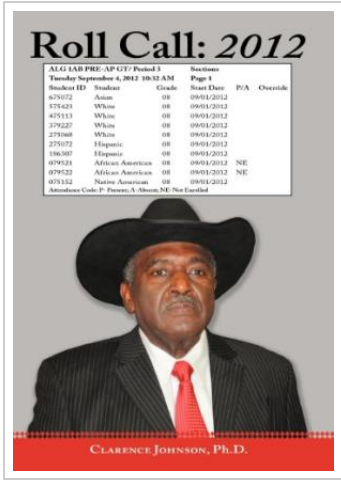 Roll Call: 2012
ALG 1AB PRE-AP GT/ Period 3 Sections
Tuesday September 4, 2012 10:32 AM Page 1
Student ID Student Grade Start Date P/A Override
675072 Asian 08 09/01/2012
575423 White 08 09/01/2012
475113 White 08 09/01/2012
379227 White 08 09/01/2012
275068 White 08 09/01/2012
275072 Hispanic 08 09/01/2012
186307 Hispanic 08 09/01/2012
079521 African American 08 09/01/2012 NE
079522 African American 08 09/01/2012 NE
075152 Native American 08 09/01/2012
Attendance Code: P- Present; A -Absent; NE-Not Enrolled
CLARENCE JOHNSON, PH.D.